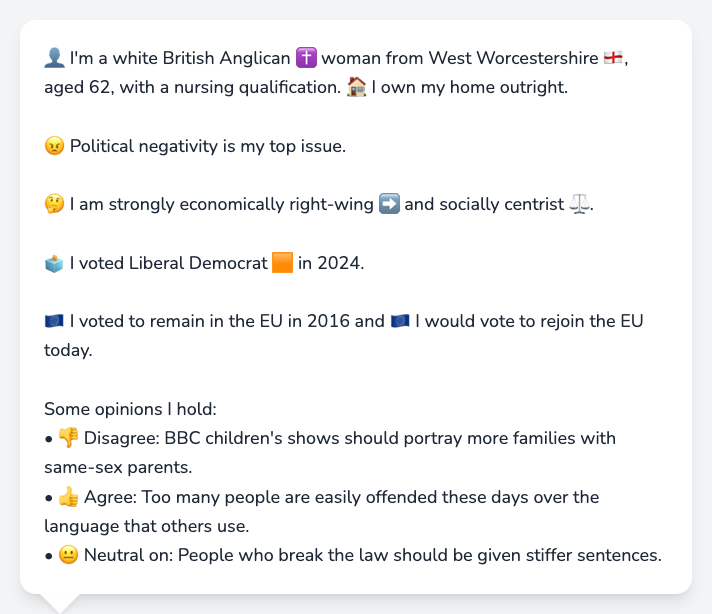 👤 I'm a white British Anglican ✝️ woman from West Worcestershire 🏴󠁧󠁢󠁥󠁮󠁧󠁿,
aged 62, with a nursing qualification. 🏠 I own my home outright.
😠 Political negativity is my top issue.
🤔 I am strongly economically right-wing ➡️ and socially centrist ⚖️.
🗳️ I voted Liberal Democrat 🟧 in 2024.
🇪🇺 I voted to remain in the EU in 2016 and 🇪🇺 I would vote to rejoin the EU
today.
Some opinions I hold:
• 👎 Disagree: BBC children's shows should portray more families with
same-sex parents.
• 👍 Agree: Too many people are easily offended these days over the
language that others use.
• 😐 Neutral on: People who break the law should be given stiffer sentences.